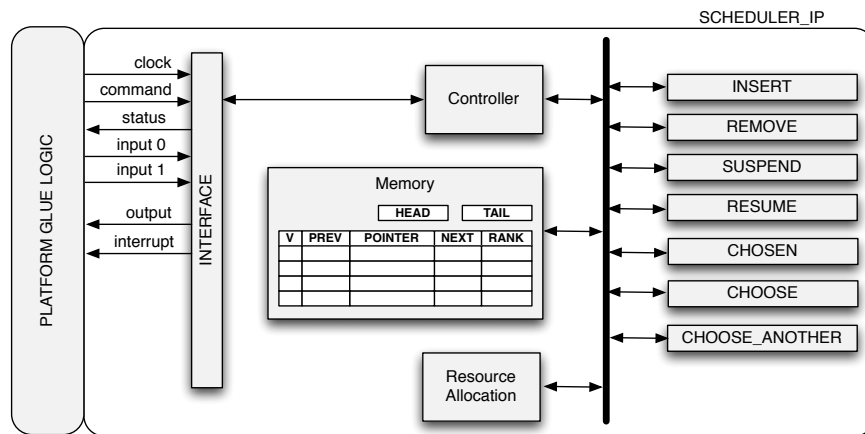 SCHEDULER_IP
PLATFORM GLUE LOGIC
clock
command
status
input 0
input 1
output
interrupt
INTERFACE
Controller
Memory
HEAD TAIL
V PREV POINTER NEXT RANK
Resource
Allocation
INSERT
REMOVE
SUSPEND
RESUME
CHOSEN
CHOOSE
CHOOSE_ANOTHER